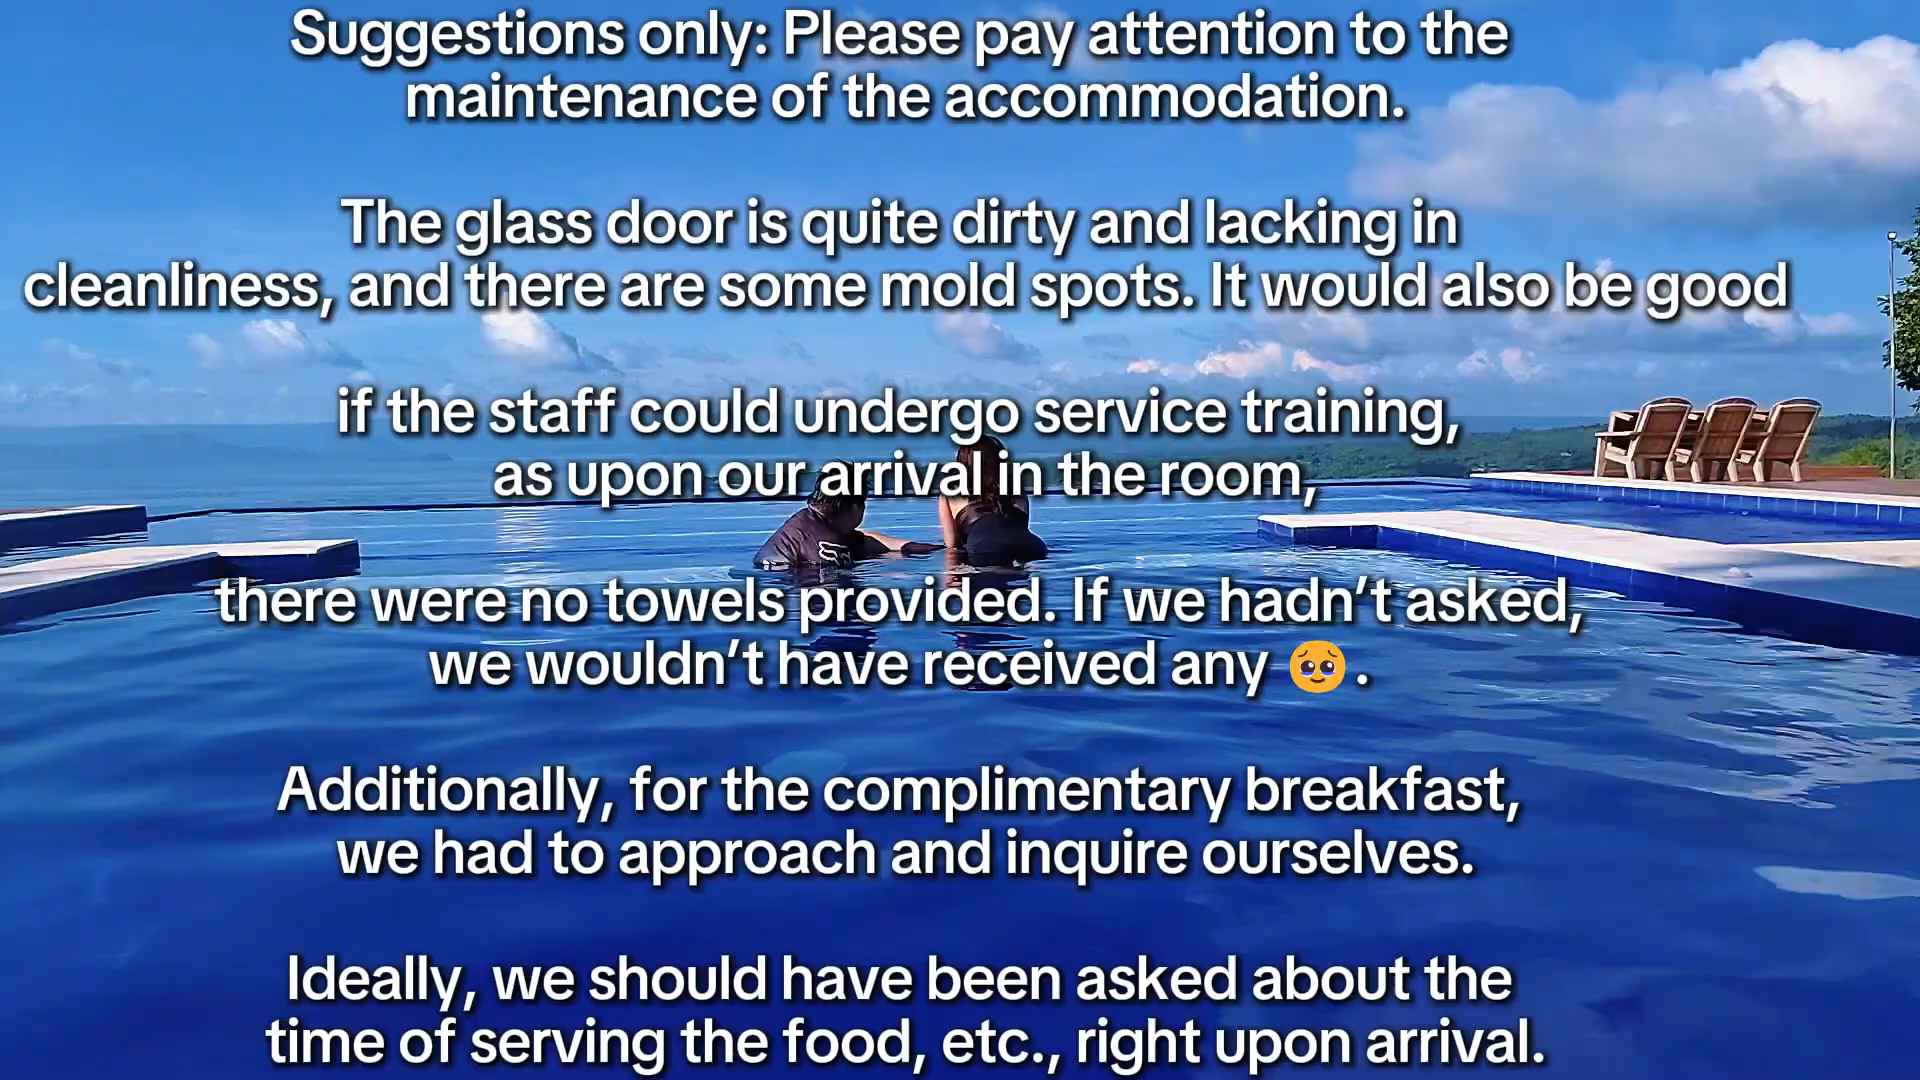 Suggestions only: Please pay attention to the
maintenance of the accommodation.
The glass door is quite dirty and lacking in
cleanliness, and there are some mold spots. It would also be good
if the staff could undergo service training,
as upon our arrival in the room,
there were no towels provided. If we hadn’t asked,
we wouldn’t have received any 🥹.
Additionally, for the complimentary breakfast,
we had to approach and inquire ourselves.
Ideally, we should have been asked about the
time of serving the food, etc., right upon arrival.